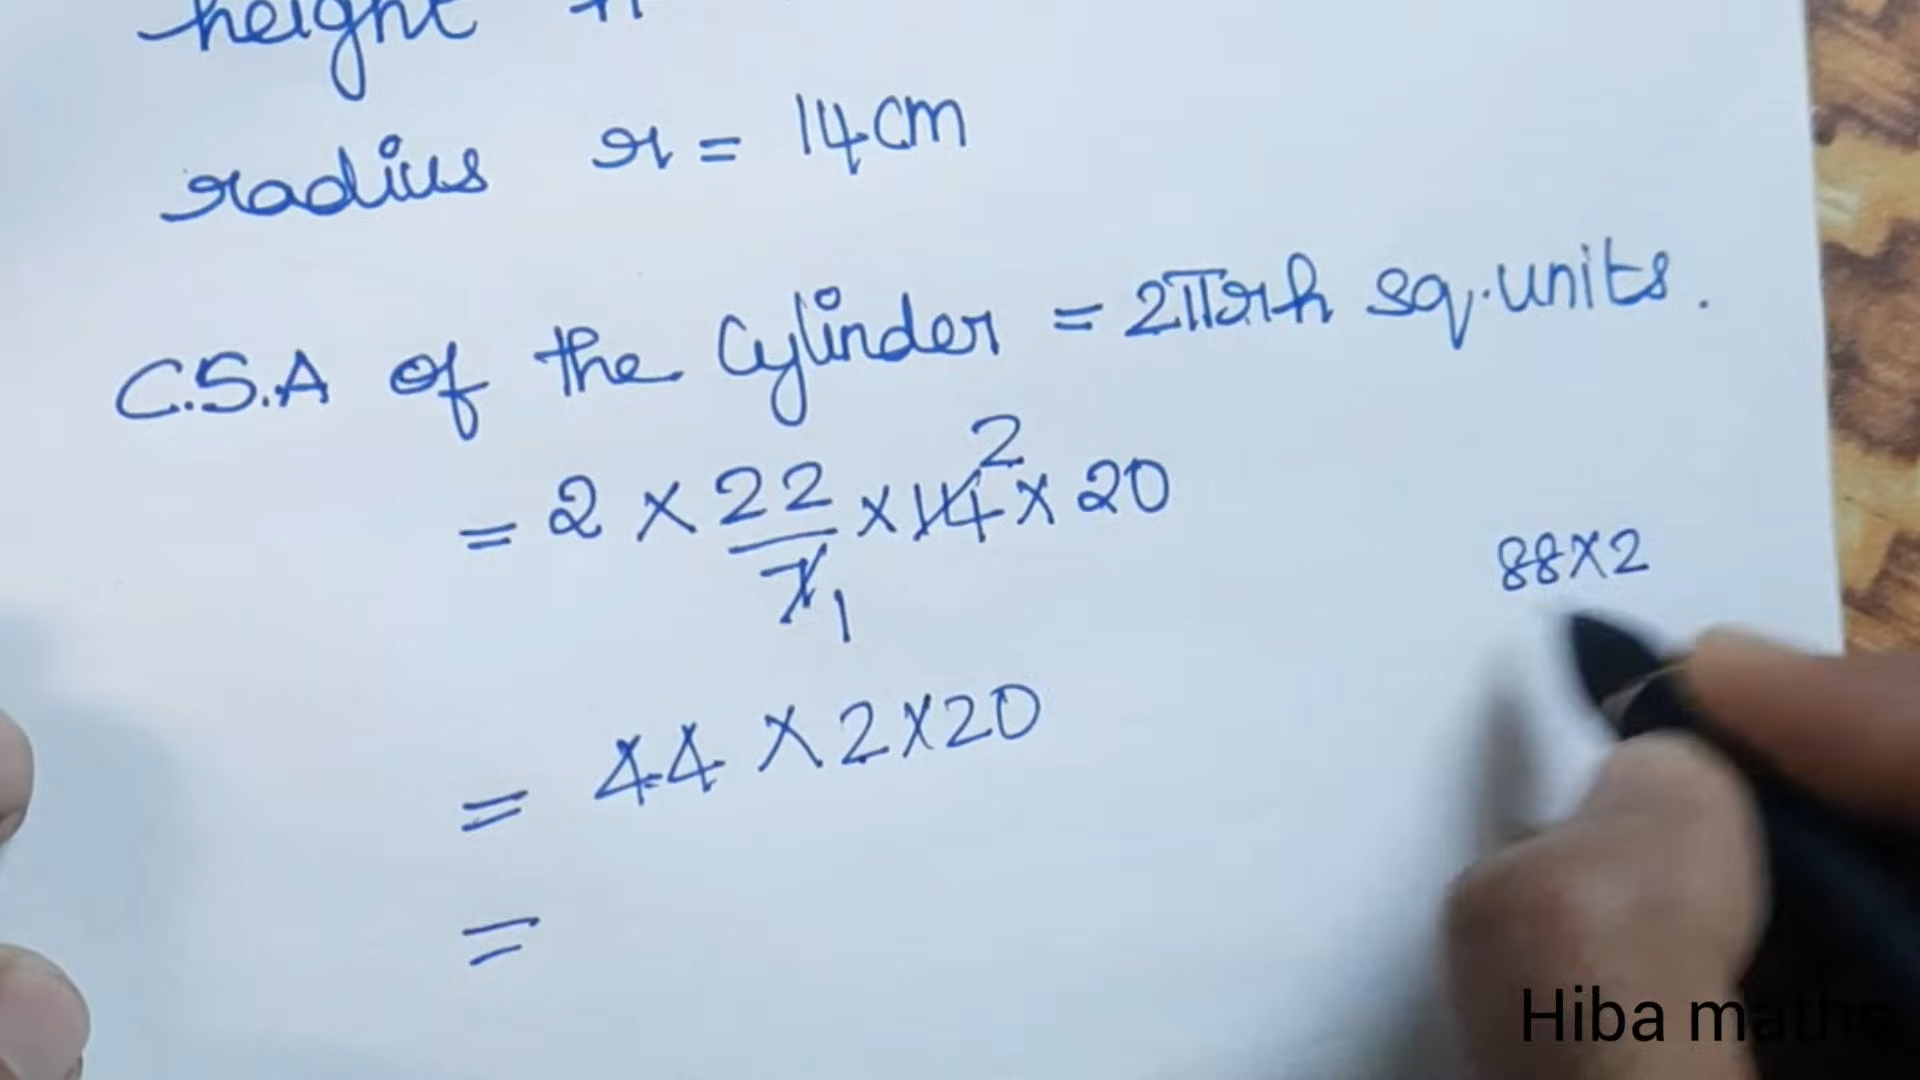 height h
radius r = 14cm
C.S.A of the Cylinder = 2πrh sq.units.
= 2 × 22/7 1 × 14 2 × 20
88×2
= 44 × 2 × 20
=
Hiba maths